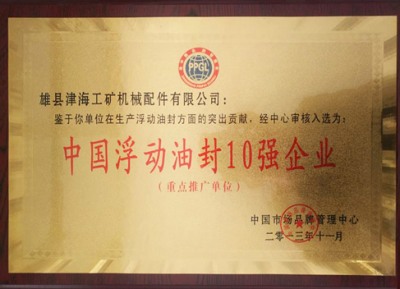 PPGL
雄县津海工矿机械配件有限公司：
鉴于你单位在生产浮动油封方面的突出贡献，经中心审核入选为：
中国浮动油封10强企业
（重点推广单位）
中国市场品牌管理中心
二零一三年十一月